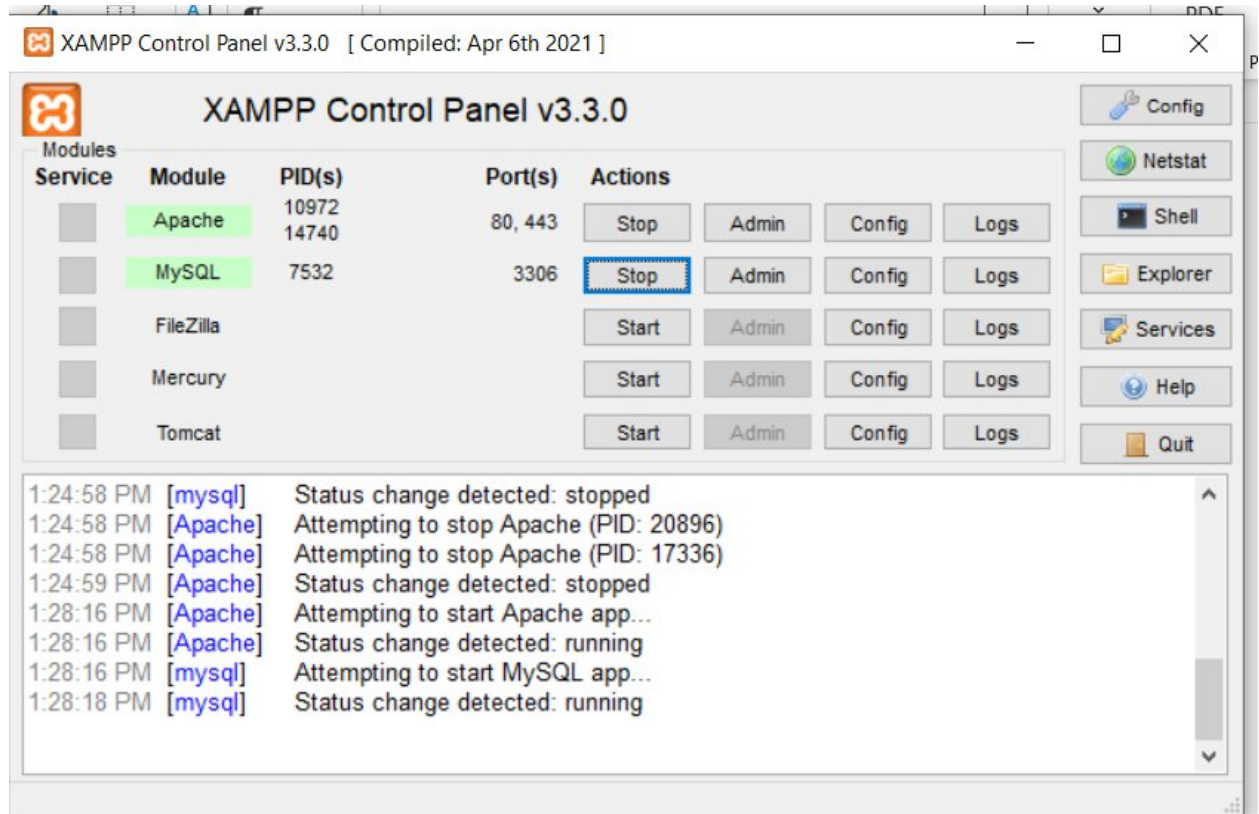 XAMPP Control Panel v3.3.0 [ Compiled: Apr 6th 2021 ]
XAMPP Control Panel v3.3.0
Config
Modules
Service Module PID(s) Port(s) Actions
Netstat
Apache 10972 14740 80, 443 Stop Admin Config Logs
Shell
MySQL 7532 3306 Stop Admin Config Logs
Explorer
FileZilla Start Admin Config Logs
Services
Mercury Start Admin Config Logs
Help
Tomcat Start Admin Config Logs
Quit
1:24:58 PM [mysql] Status change detected: stopped
1:24:58 PM [Apache] Attempting to stop Apache (PID: 20896)
1:24:58 PM [Apache] Attempting to stop Apache (PID: 17336)
1:24:59 PM [Apache] Status change detected: stopped
1:28:16 PM [Apache] Attempting to start Apache app...
1:28:16 PM [Apache] Status change detected: running
1:28:16 PM [mysql] Attempting to start MySQL app...
1:28:18 PM [mysql] Status change detected: running